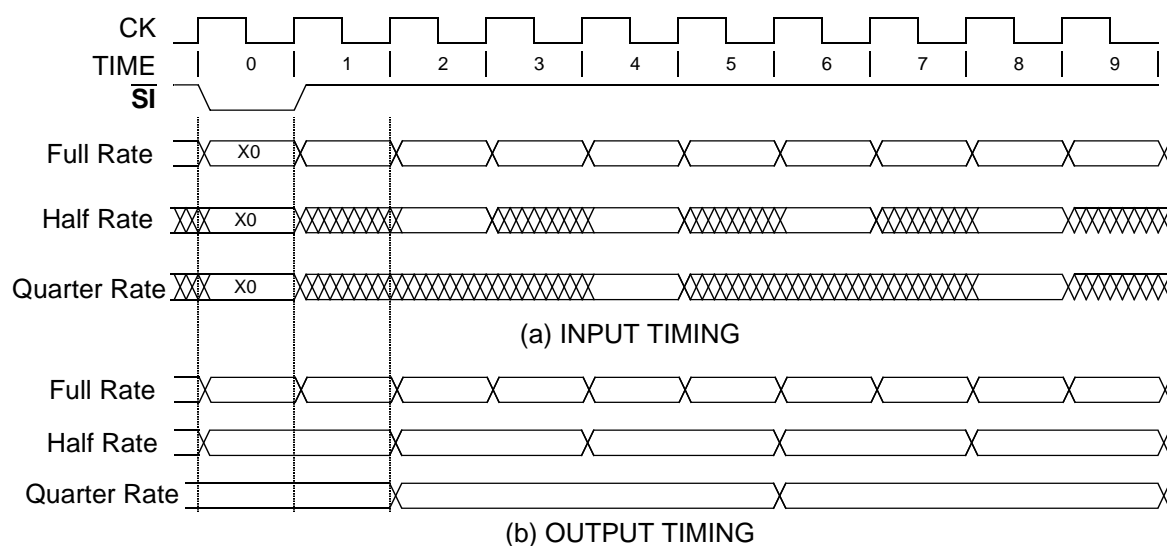 CK
TIME 0 1 2 3 4 5 6 7 8 9
SI
Full Rate X0
Half Rate X0
Quarter Rate X0
(a) INPUT TIMING
Full Rate
Half Rate
Quarter Rate
(b) OUTPUT TIMING